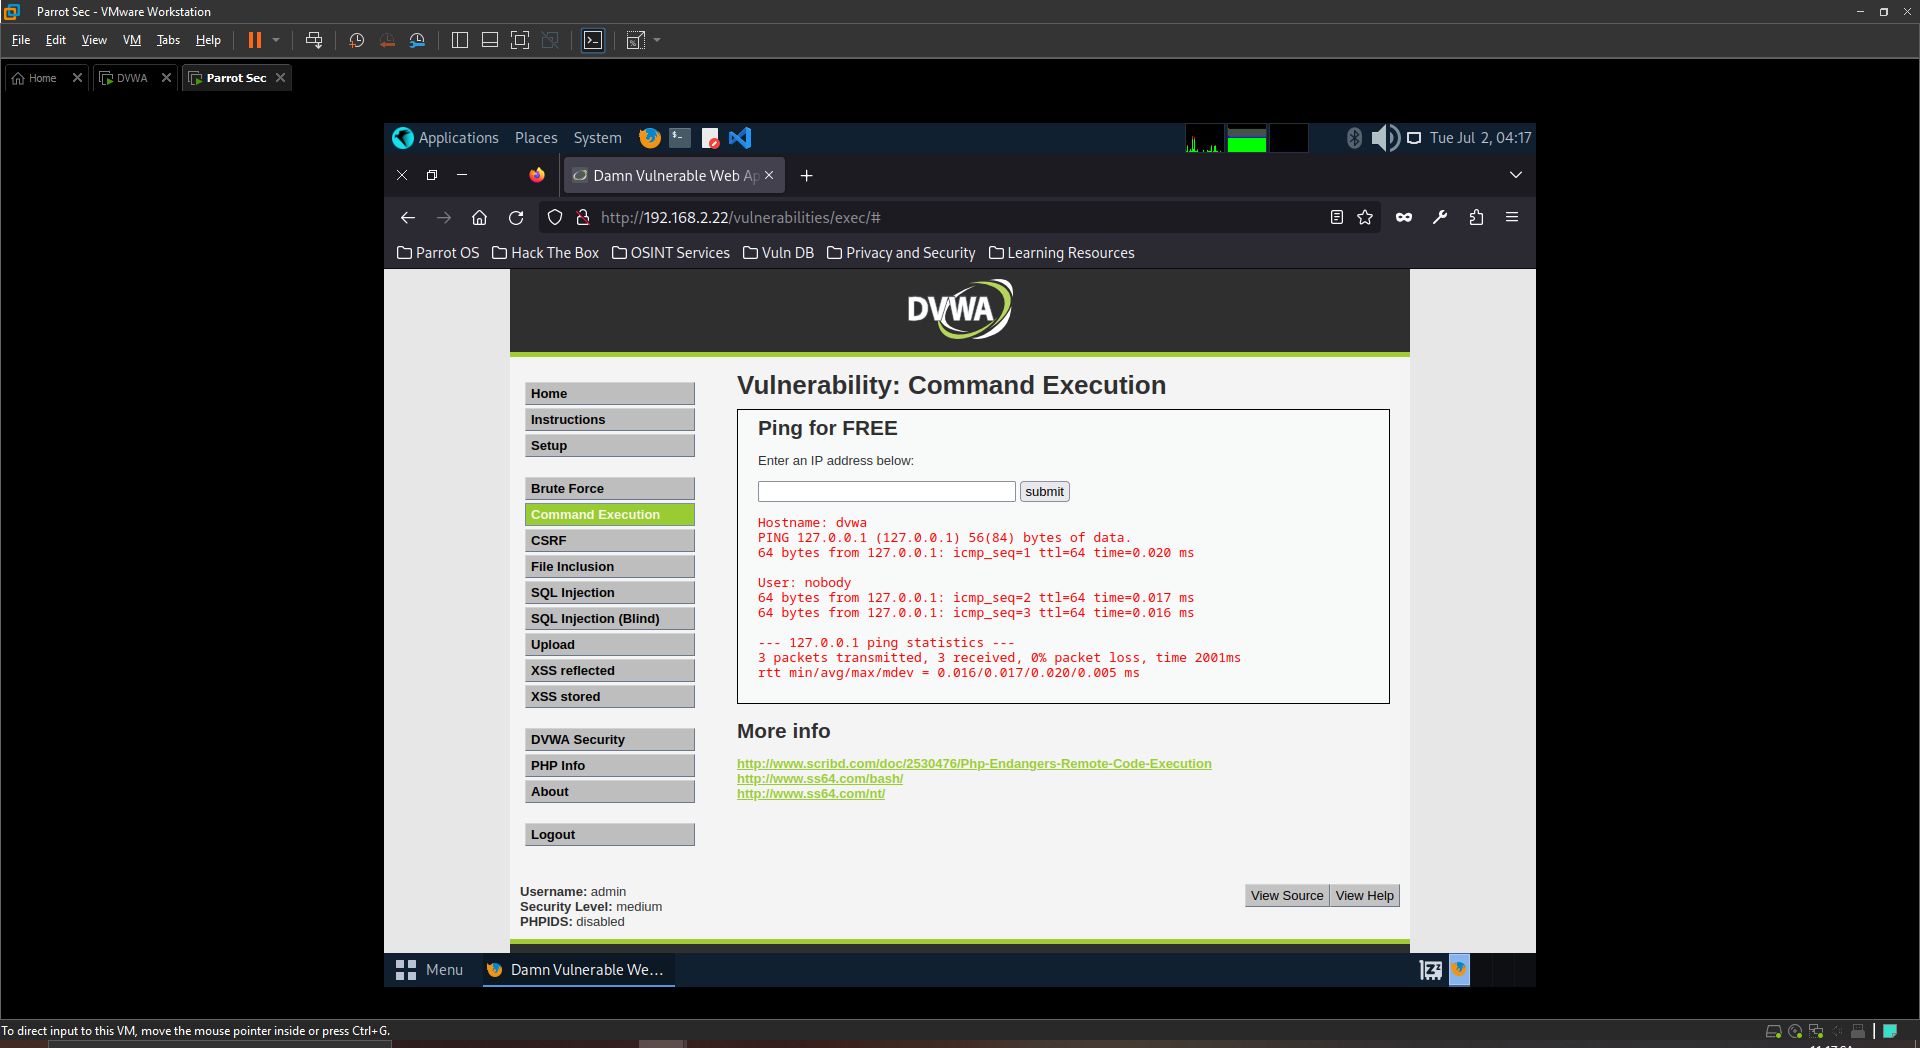 Parrot Sec - VMware Workstation
File Edit View VM Tabs Help
Home DVWA Parrot Sec
Applications Places System Tue Jul 2, 04:17
Damn Vulnerable Web Ap
http://192.168.2.22/vulnerabilities/exec/#
Parrot OS Hack The Box OSINT Services Vuln DB Privacy and Security Learning Resources
DVWA
Home
Instructions
Setup
Brute Force
Command Execution
CSRF
File Inclusion
SQL Injection
SQL Injection (Blind)
Upload
XSS reflected
XSS stored
DVWA Security
PHP Info
About
Logout
Vulnerability: Command Execution
Ping for FREE
Enter an IP address below:
submit
Hostname: dvwa
PING 127.0.0.1 (127.0.0.1) 56(84) bytes of data.
64 bytes from 127.0.0.1: icmp_seq=1 ttl=64 time=0.020 ms
User: nobody
64 bytes from 127.0.0.1: icmp_seq=2 ttl=64 time=0.017 ms
64 bytes from 127.0.0.1: icmp_seq=3 ttl=64 time=0.016 ms
--- 127.0.0.1 ping statistics ---
3 packets transmitted, 3 received, 0% packet loss, time 2001ms
rtt min/avg/max/mdev = 0.016/0.017/0.020/0.005 ms
More info
http://www.scribd.com/doc/2530476/Php-Endangers-Remote-Code-Execution
http://www.ss64.com/bash/
http://www.ss64.com/nt/
Username: admin
Security Level: medium
PHPIDS: disabled
View Source View Help
Menu Damn Vulnerable We...
To direct input to this VM, move the mouse pointer inside or press Ctrl+G.